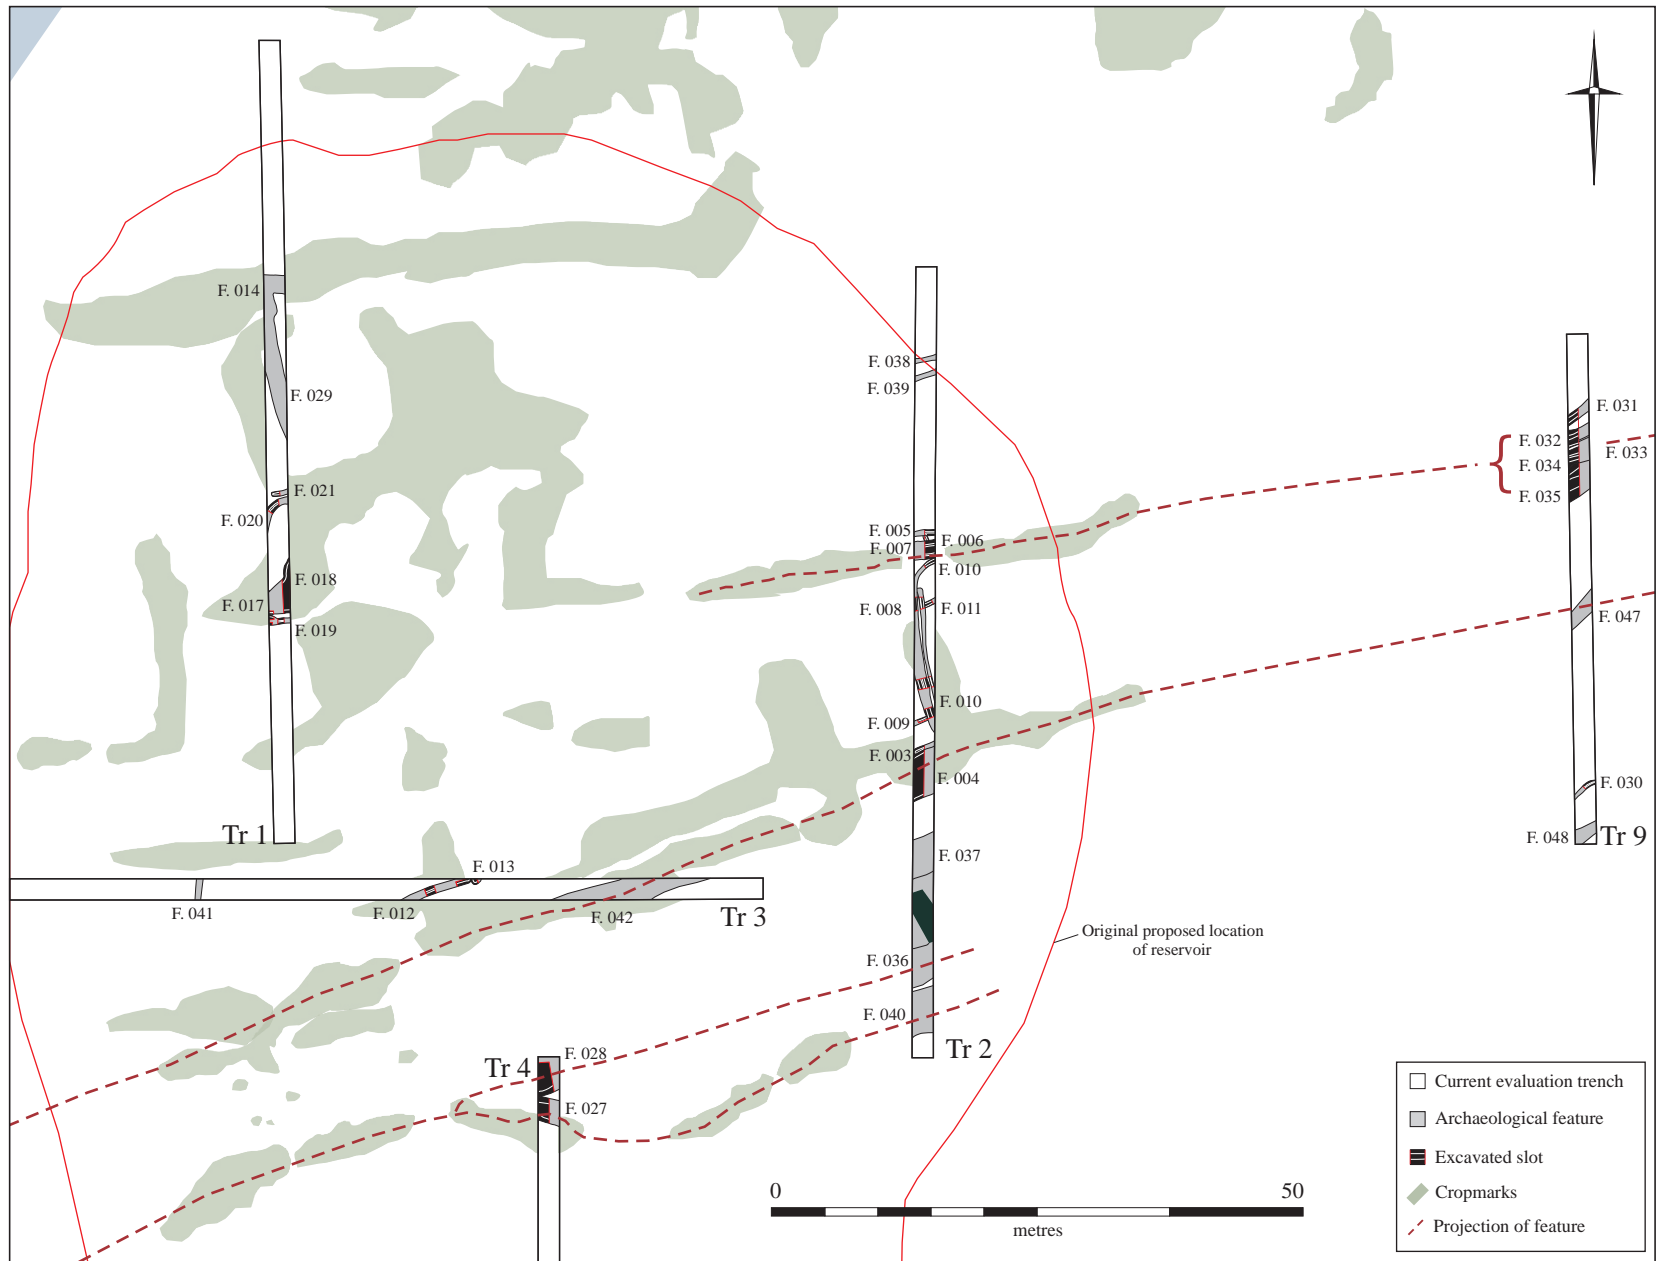 F. 014
F. 029
F. 021
F. 020
F. 018
F. 017
F. 019
Tr 1
F. 013
F. 041
F. 012
F. 042
Tr 3
F. 038
F. 039
F. 005
F. 007
F. 006
F. 010
F. 008
F. 011
F. 010
F. 009
F. 003
F. 004
F. 037
F. 036
F. 040
Tr 2
Tr 4
F. 028
F. 027
F. 031
F. 032
F. 033
F. 034
F. 035
F. 047
F. 030
F. 048
Tr 9
Original proposed location
of reservoir
0
50
metres
Current evaluation trench
Archaeological feature
Excavated slot
Cropmarks
Projection of feature